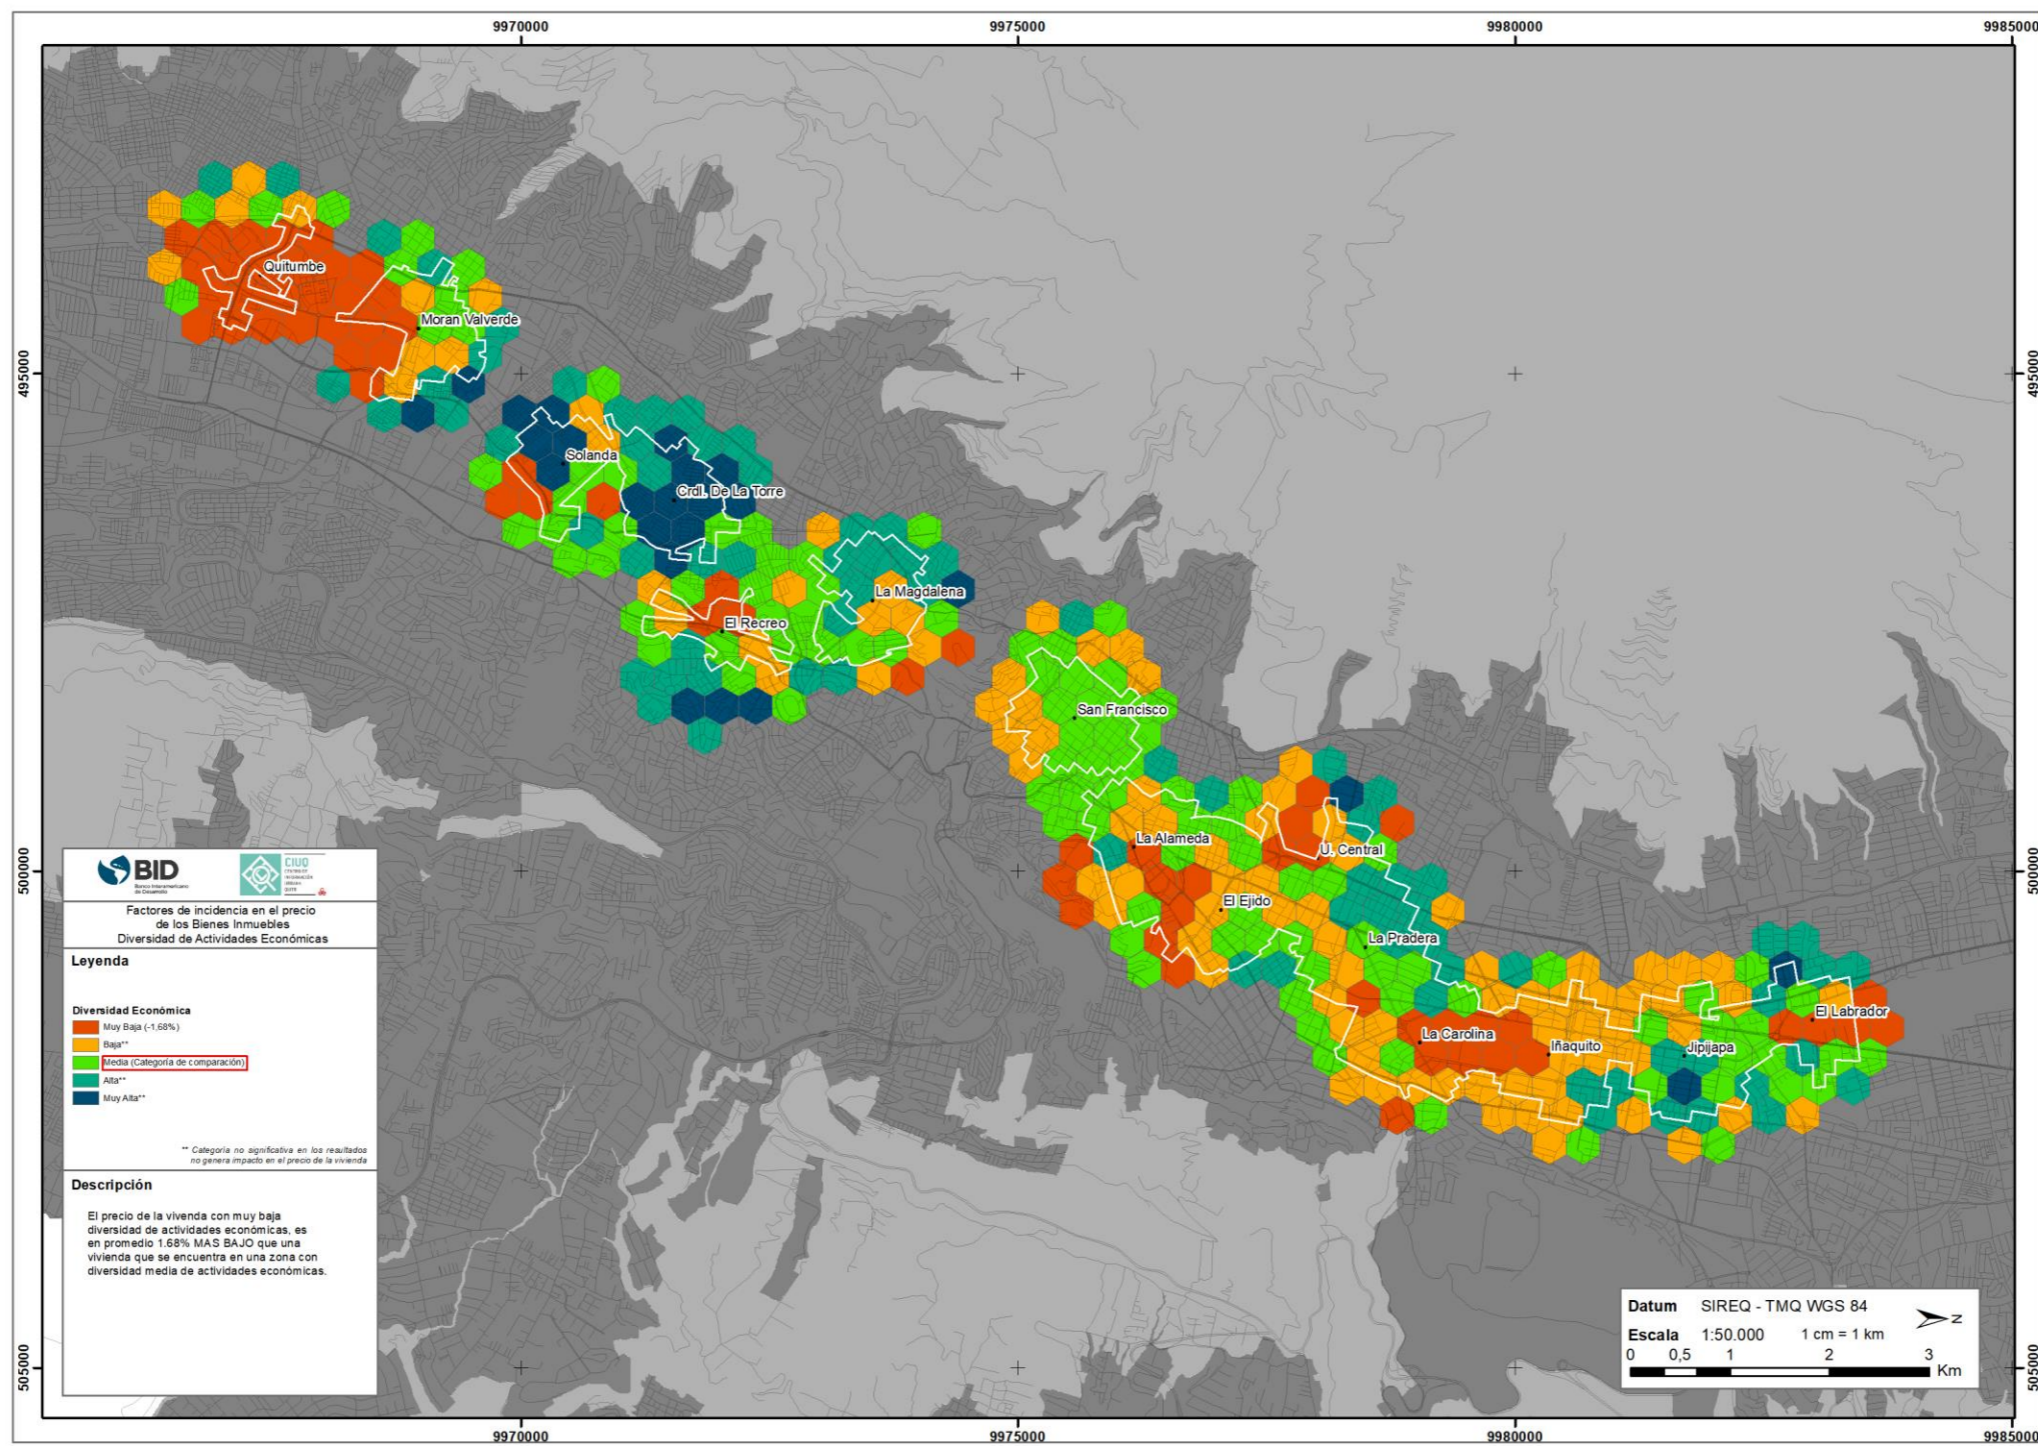 9970000
9975000
9980000
9985000
495000
495000
500000
500000
505000
505000
Quitumbe
Moran Valverde
Solanda
Crdl. De La Torre
La Magdalena
El Recreo
San Francisco
La Alameda
U. Central
El Ejido
La Pradera
La Carolina
Iñaquito
Jipijapa
El Labrador
BID
Banco Interamericano
de Desarrollo
CIUQ
Factores de incidencia en el precio
de los Bienes Inmuebles
Diversidad de Actividades Económicas
Leyenda
Diversidad Económica
Muy Baja (-1,68%)
Baja**
Media (Categoría de comparación)
Alta**
Muy Alta**
** Categoría no significativa en los resultados
no genera impacto en el precio de la vivienda
Descripción
El precio de la vivenda con muy baja
diversidad de actividades económicas, es
en promedio 1.68% MAS BAJO que una
vivienda que se encuentra en una zona con
diversidad media de actividades económicas.
Datum SIREQ - TMQ WGS 84
N
Escala 1:50.000 1 cm = 1 km
0 0,5 1 2 3
Km
9970000
9975000
9980000
9985000